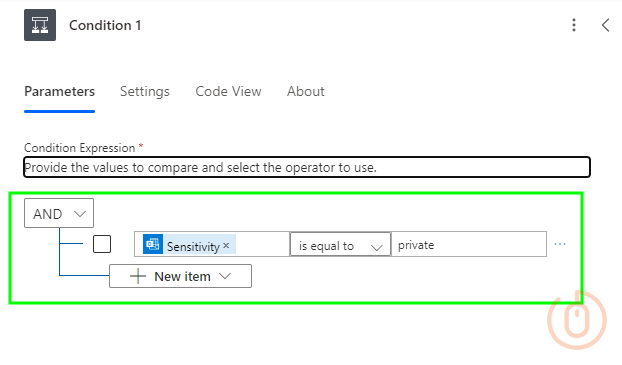 Condition 1
Parameters Settings Code View About
Condition Expression *
Provide the values to compare and select the operator to use.
AND
Sensitivity × is equal to private ...
New item